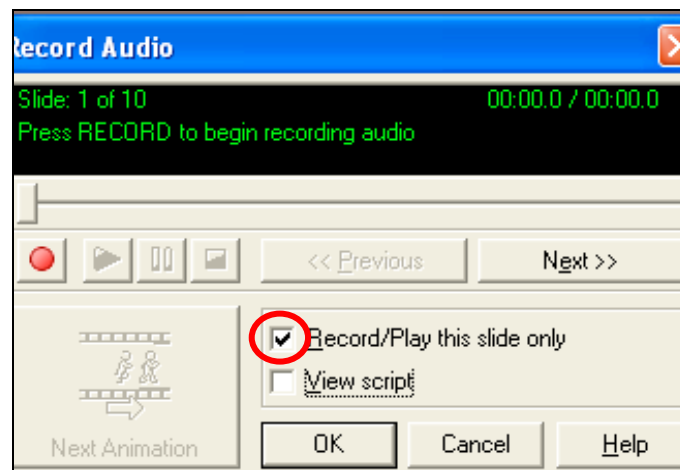 Record Audio
Slide: 1 of 10 00:00.0 / 00:00.0
Press RECORD to begin recording audio
<< Previous Next >>
Record/Play this slide only
View script
Next Animation OK Cancel Help